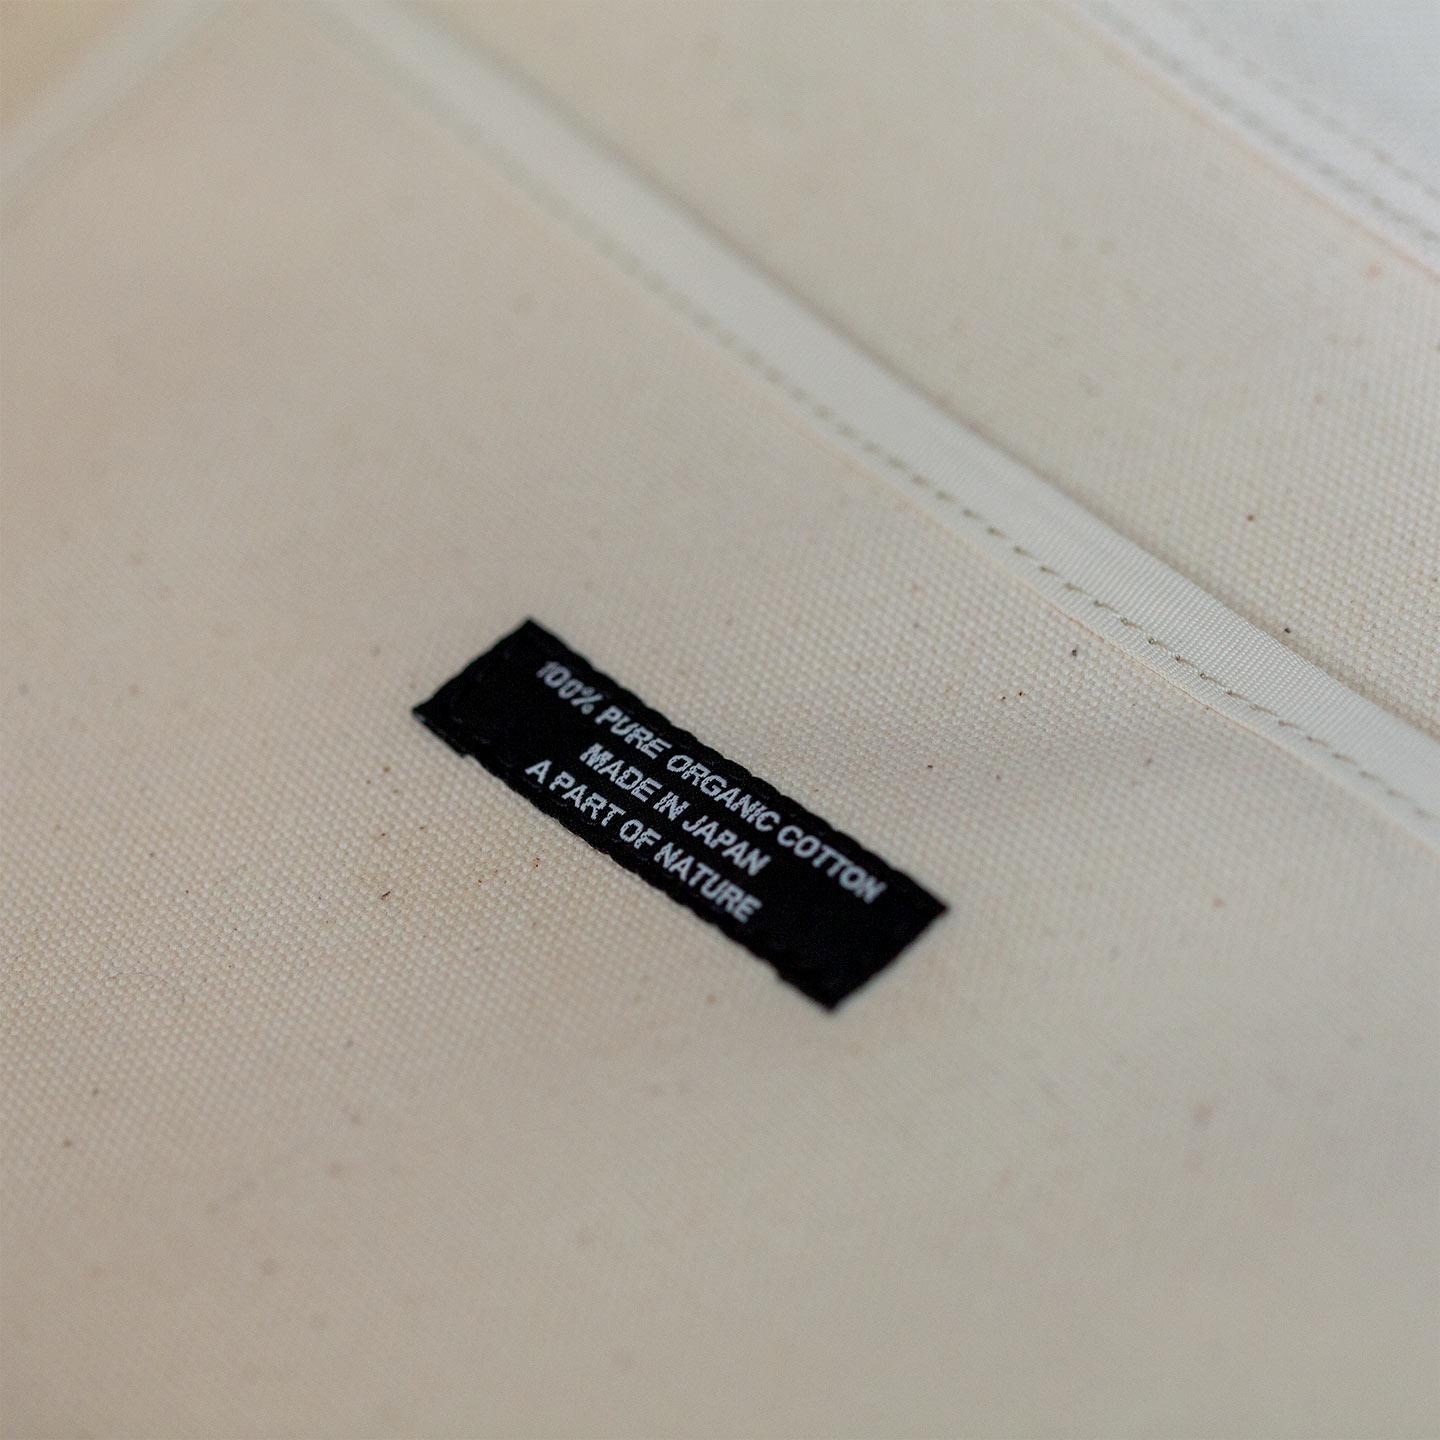 100% PURE ORGANIC COTTON
MADE IN JAPAN
A PART OF NATURE